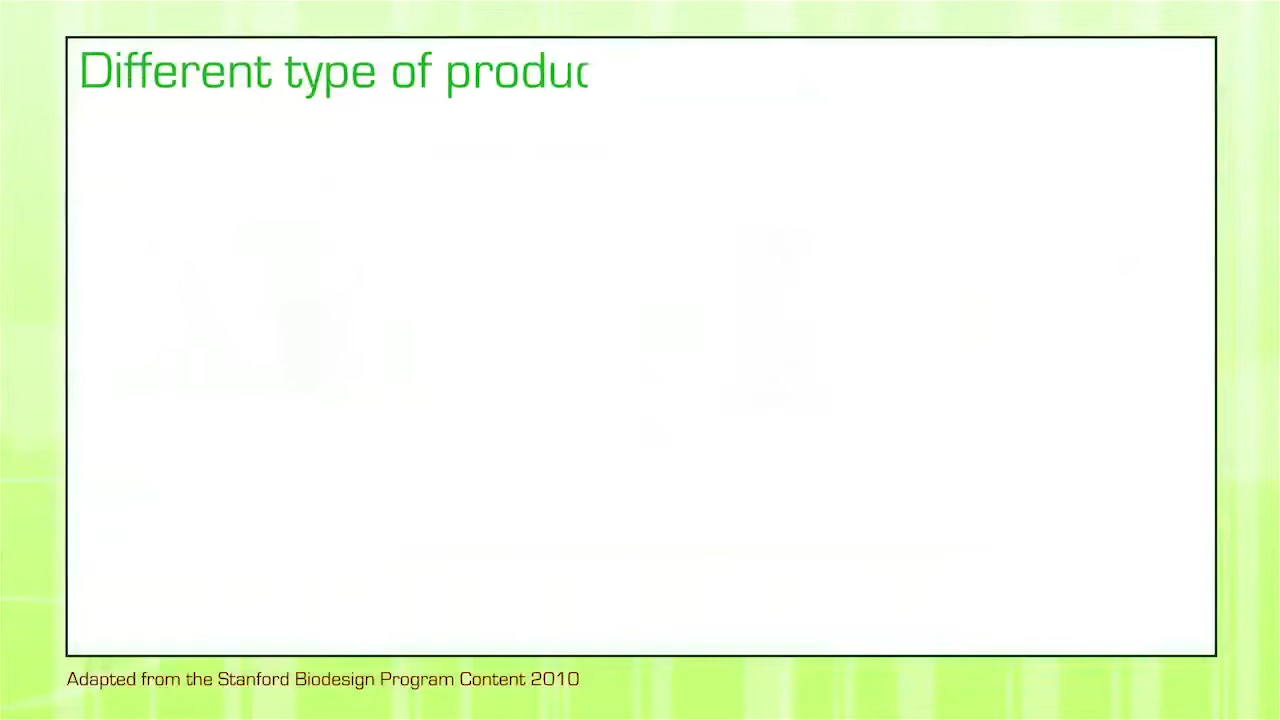 Different type of produc
Adapted from the Stanford Biodesign Program Content 2010